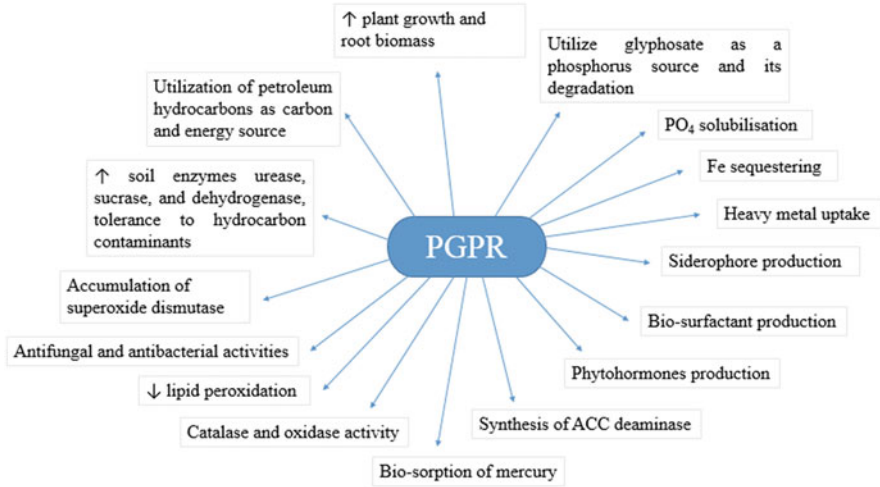 ↑ plant growth and
root biomass
Utilize glyphosate as a
phosphorus source and its
degradation
Utilization of petroleum
hydrocarbons as carbon
and energy source
PO₄ solubilisation
Fe sequestering
↑ soil enzymes urease,
sucrase, and dehydrogenase,
tolerance to hydrocarbon
contaminants
Heavy metal uptake
PGPR
Siderophore production
Accumulation of
superoxide dismutase
Bio-surfactant production
Antifungal and antibacterial activities
Phytohormones production
↓ lipid peroxidation
Synthesis of ACC deaminase
Catalase and oxidase activity
Bio-sorption of mercury